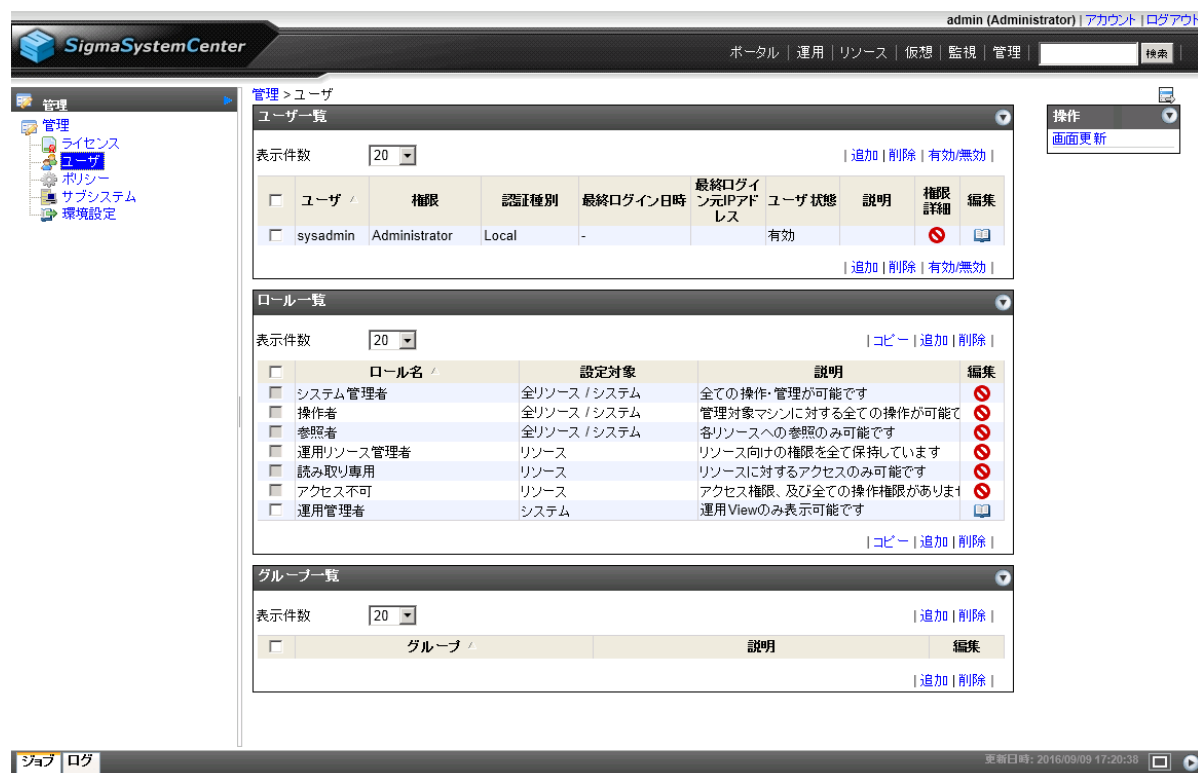 admin (Administrator) | アカウント | ログアウト
SigmaSystemCenter
ポータル | 運用 | リソース | 仮想 | 監視 | 管理 | 検索 |
管理
管理
ライセンス
ユーザ
ポリシー
サブシステム
環境設定
管理 > ユーザ
ユーザ一覧
表示件数 20 | 追加 | 削除 | 有効/無効 |
ユーザ 権限 認証種別 最終ログイン日時 最終ログイン元IPアドレス ユーザ状態 説明 権限詳細 編集
sysadmin Administrator Local - 有効
| 追加 | 削除 | 有効/無効 |
ロール一覧
表示件数 20 | コピー | 追加 | 削除 |
ロール名 設定対象 説明 編集
システム管理者 全リソース / システム 全ての操作・管理が可能です
操作者 全リソース / システム 管理対象マシンに対する全ての操作が可能で
参照者 全リソース / システム 各リソースへの参照のみ可能です
運用リソース管理者 リソース リソース向けの権限を全て保持しています
読み取り専用 リソース リソースに対するアクセスのみ可能です
アクセス不可 リソース アクセス権限、及び全ての操作権限がありませ
運用管理者 システム 運用Viewのみ表示可能です
| コピー | 追加 | 削除 |
グループ一覧
表示件数 20 | 追加 | 削除 |
グループ 説明 編集
| 追加 | 削除 |
操作
画面更新
ジョブ ログ
更新日時: 2016/09/09 17:20:38